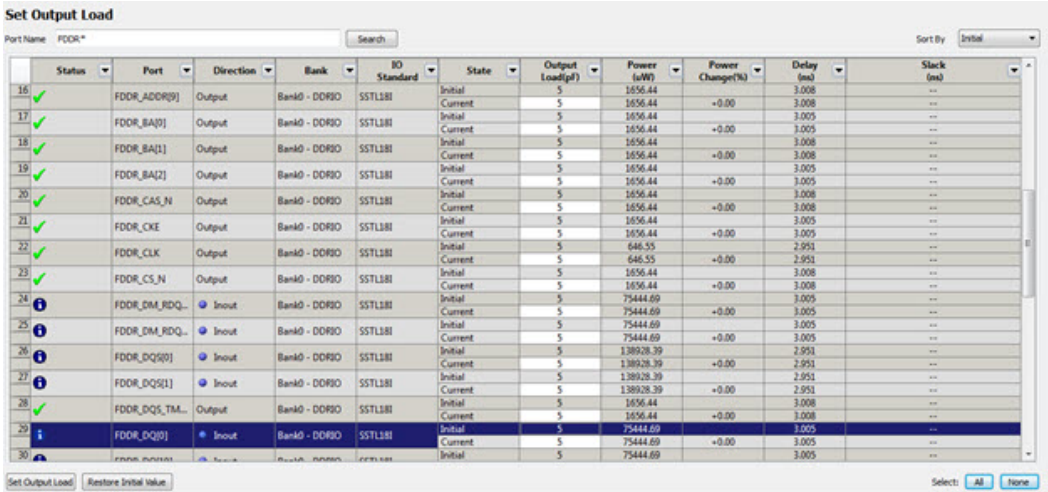 Set Output Load
Port Name FDDR* Search Sort By Initial
Status Port Direction Bank IO Standard State Output Load(pf) Power (uW) Power Change(%) Delay (ns) Slack (ns)
16 FDDR_ADDR[9] Output Bank0 - DDRIO SSTL18I Initial 5 1656.44 3.008 --
Current 5 1656.44 +0.00 3.008 --
17 FDDR_BA[0] Output Bank0 - DDRIO SSTL18I Initial 5 1656.44 3.005 --
Current 5 1656.44 +0.00 3.005 --
18 FDDR_BA[1] Output Bank0 - DDRIO SSTL18I Initial 5 1656.44 3.008 --
Current 5 1656.44 +0.00 3.008 --
19 FDDR_BA[2] Output Bank0 - DDRIO SSTL18I Initial 5 1656.44 3.005 --
Current 5 1656.44 +0.00 3.005 --
20 FDDR_CAS_N Output Bank0 - DDRIO SSTL18I Initial 5 1656.44 3.008 --
Current 5 1656.44 +0.00 3.008 --
21 FDDR_CKE Output Bank0 - DDRIO SSTL18I Initial 5 1656.44 3.005 --
Current 5 1656.44 +0.00 3.005 --
22 FDDR_CLK Output Bank0 - DDRIO SSTL18I Initial 5 646.55 2.951 --
Current 5 646.55 +0.00 2.951 --
23 FDDR_CS_N Output Bank0 - DDRIO SSTL18I Initial 5 1656.44 3.008 --
Current 5 1656.44 +0.00 3.008 --
24 FDDR_DM_RDQ... Inout Bank0 - DDRIO SSTL18I Initial 5 75444.69 3.005 --
Current 5 75444.69 +0.00 3.005 --
25 FDDR_DM_RDQ... Inout Bank0 - DDRIO SSTL18I Initial 5 75444.69 3.005 --
Current 5 75444.69 +0.00 3.005 --
26 FDDR_DQS[0] Inout Bank0 - DDRIO SSTL18I Initial 5 138928.39 2.951 --
Current 5 138928.39 +0.00 2.951 --
27 FDDR_DQS[1] Inout Bank0 - DDRIO SSTL18I Initial 5 138928.39 2.951 --
Current 5 138928.39 +0.00 2.951 --
28 FDDR_DQS_TM... Output Bank0 - DDRIO SSTL18I Initial 5 1656.44 3.008 --
Current 5 1656.44 +0.00 3.008 --
29 FDDR_DQ[0] Inout Bank0 - DDRIO SSTL18I Initial 5 75444.69 3.005 --
Current 5 75444.69 +0.00 3.005 --
30 Initial 5 75444.69 3.005 --
Set Output Load Restore Initial Value Select: All None